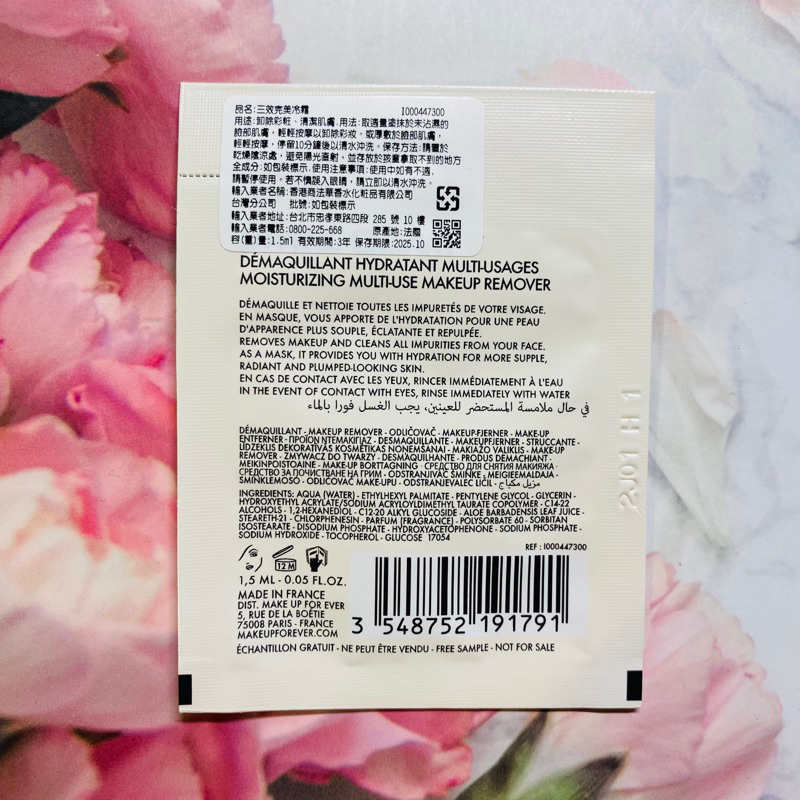 品名:三效完美冷霜 I000447300
用途:卸除彩粧、清潔肌膚.用法:取適量塗抹於未沾濕的
臉部肌膚,輕輕按摩以卸除彩妝。或厚敷於臉部肌膚,
輕輕按摩,停留10分鐘後以清水沖洗。保存方法:請置於
乾燥陰涼處,避免陽光直射,並存放於孩童拿取不到的地方
全成分:如包裝標示.使用注意事項:使用中如有不適,
請暫停使用。若不慎誤入眼睛,請立即以清水沖洗。
輸入業者名稱:香港商法華香水化粧品有限公司
台灣分公司 批號:如包裝標示
輸入業者地址:台北市忠孝東路四段 285 號 10 樓
輸入業者電話:0800-225-668 原產地:法國
容(重)量:1.5ml 有效期間:3年 保存期限:2025.10
DÉMAQUILLANT HYDRATANT MULTI-USAGES
MOISTURIZING MULTI-USE MAKEUP REMOVER
DÉMAQUILLE ET NETTOIE TOUTES LES IMPURETÉS DE VOTRE VISAGE.
EN MASQUE, VOUS APPORTE DE L'HYDRATATION POUR UNE PEAU
D'APPARENCE PLUS SOUPLE, ÉCLATANTE ET REPULPÉE.
REMOVES MAKEUP AND CLEANS ALL IMPURITIES FROM YOUR FACE.
AS A MASK, IT PROVIDES YOU WITH HYDRATION FOR MORE SUPPLE,
RADIANT AND PLUMPED-LOOKING SKIN.
EN CAS DE CONTACT AVEC LES YEUX, RINCER IMMÉDIATEMENT À L'EAU
IN THE EVENT OF CONTACT WITH EYES, RINSE IMMEDIATELY WITH WATER
في حال ملامسة المستحضر للعينين، يجب الغسل فورا بالماء
DÉMAQUILLANT - MAKEUP REMOVER - ODLIČOVAČ - MAKEUP-FJERNER - MAKE-UP
ENTFERNER - ΠΡΟΪΟΝ ΝΤΕΜΑΚΙΓΙΑΖ - DESMAQUILLANTE - MAKEUPFJERNER - STRUCCANTE -
LĪDZEKLIS DEKORATĪVĀS KOSMĒTIKAS NOŅEMŠANAI - MAKIAŽO VALIKLIS - MAKE-UP
REMOVER - ZMYWACZ DO TWARZY - DESMAQUILHANTE - PRODUS DEMACHIANT -
MEIKINPOISTOAINE - MAKE-UP BORTTAGNING - СРЕДСТВО ДЛЯ СНЯТИЯ МАКИЯЖА -
СРЕДСТВО ЗА ПОЧИСТВАНЕ НА ГРИМ - ODSTRANJIVAČ ŠMINKE - MEIGIEEMALDAJA -
SMINKLEMOSÓ - ODLIČOVAČ MAKE-UPU - ODSTRANJEVALEC LIČIL - مزيل مكياج
INGREDIENTS: AQUA (WATER) - ETHYLHEXYL PALMITATE - PENTYLENE GLYCOL - GLYCERIN -
HYDROXYETHYL ACRYLATE/SODIUM ACRYLOYLDIMETHYL TAURATE COPOLYMER - C14-22
ALCOHOLS - 1,2-HEXANEDIOL - C12-20 ALKYL GLUCOSIDE - ALOE BARBADENSIS LEAF JUICE -
STEARETH-21 - CHLORPHENESIN - PARFUM (FRAGRANCE) - POLYSORBATE 60 - SORBITAN
ISOSTEARATE - DISODIUM PHOSPHATE - HYDROXYACETOPHENONE - SODIUM PHOSPHATE -
SODIUM HYDROXIDE - TOCOPHEROL - GLUCOSE 17054
REF : I000447300
12 M
1,5 ML - 0.05 FL.OZ.
MADE IN FRANCE
DIST. MAKE UP FOR EVER
5, RUE DE LA BOÉTIE
75008 PARIS - FRANCE
MAKEUPFOREVER.COM
3 548752 191791
ÉCHANTILLON GRATUIT - NE PEUT ÊTRE VENDU - FREE SAMPLE - NOT FOR SALE
2J01 H 1